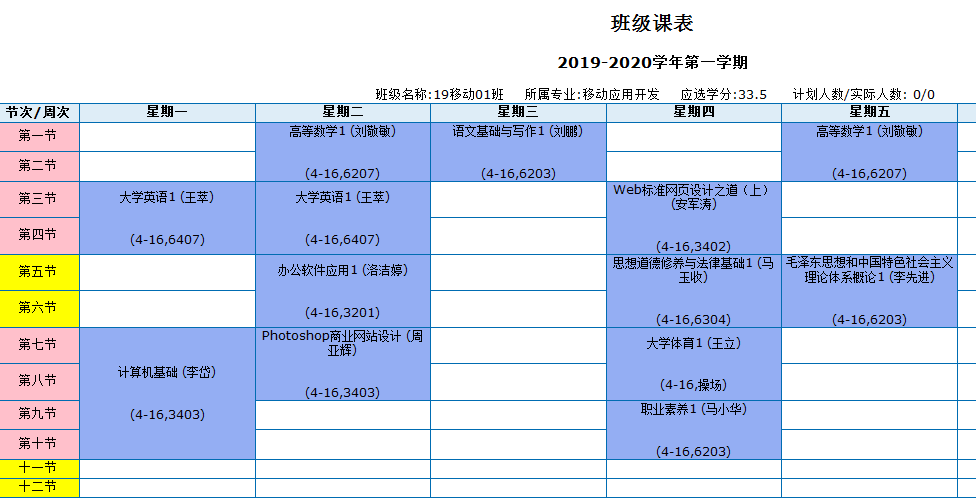 班级课表
2019-2020学年第一学期
班级名称:19移动01班 所属专业:移动应用开发 应选学分:33.5 计划人数/实际人数: 0/0
节次/周次 星期一 星期二 星期三 星期四 星期五
第一节
高等数学1 (刘敬敏)
(4-16,6207)
语文基础与写作1 (刘鹏)
(4-16,6203)
高等数学1 (刘敬敏)
(4-16,6207)
第二节
第三节
大学英语1 (王萃)
(4-16,6407)
大学英语1 (王萃)
(4-16,6407)
Web标准网页设计之道（上）
(安军涛)
(4-16,3402)
第四节
第五节
办公软件应用1 (洛洁婷)
(4-16,3201)
思想道德修养与法律基础1 (马
玉收)
(4-16,6304)
毛泽东思想和中国特色社会主义
理论体系概论1 (李先进)
(4-16,6203)
第六节
第七节
计算机基础 (李岱)
(4-16,3403)
Photoshop商业网站设计 (周
亚辉)
(4-16,3403)
大学体育1 (王立)
(4-16,操场)
第八节
第九节
职业素养1 (马小华)
(4-16,6203)
第十节
十一节
十二节